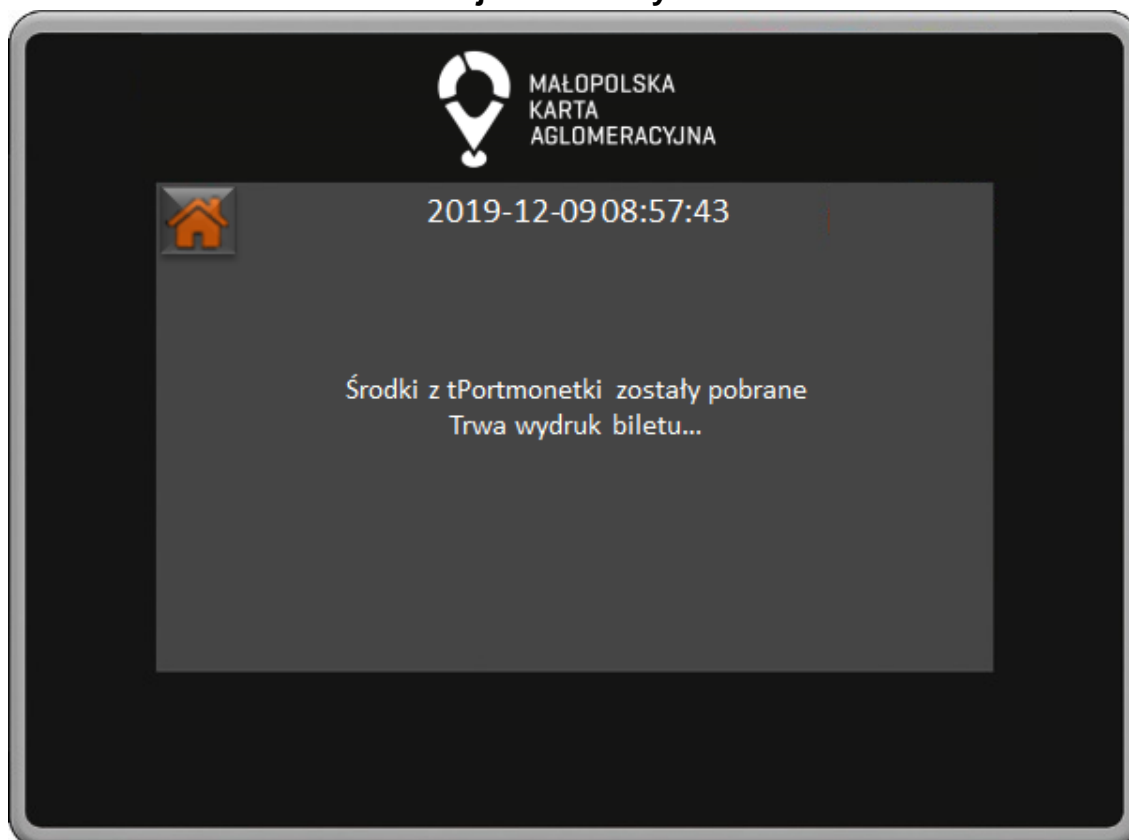 MAŁOPOLSKA
KARTA
AGLOMERACYJNA
2019-12-09 08:57:43
Środki z tPortmonetki zostały pobrane
Trwa wydruk biletu...